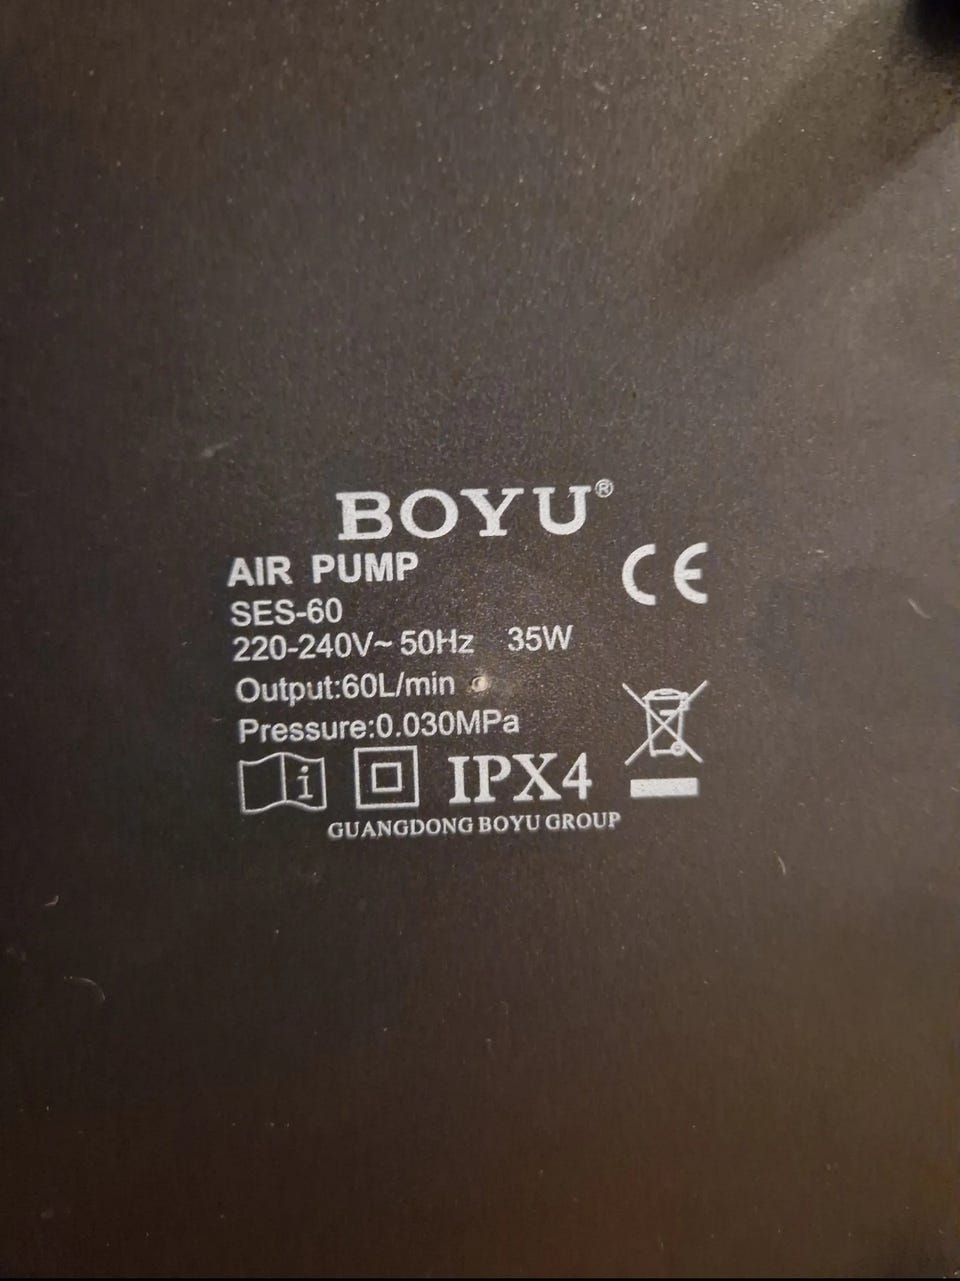 BOYU®
AIR PUMP
CE
SES-60
220-240V~ 50Hz 35W
Output:60L/min
Pressure:0.030MPa
i IPX4
GUANGDONG BOYU GROUP